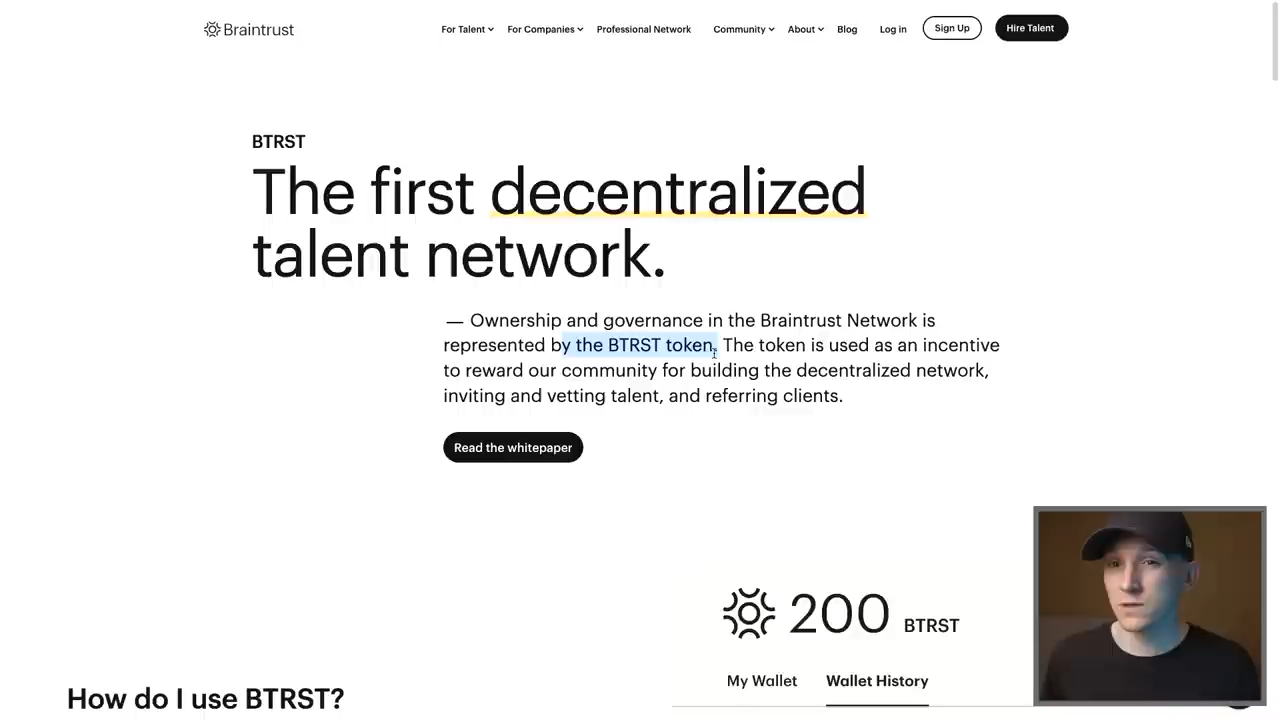 Braintrust
For Talent
For Companies
Professional Network
Community
About
Blog
Log in
Sign Up
Hire Talent
BTRST
The first decentralized
talent network.
— Ownership and governance in the Braintrust Network is
represented by the BTRST token. The token is used as an incentive
to reward our community for building the decentralized network,
inviting and vetting talent, and referring clients.
Read the whitepaper
200 BTRST
My Wallet
Wallet History
How do I use BTRST?